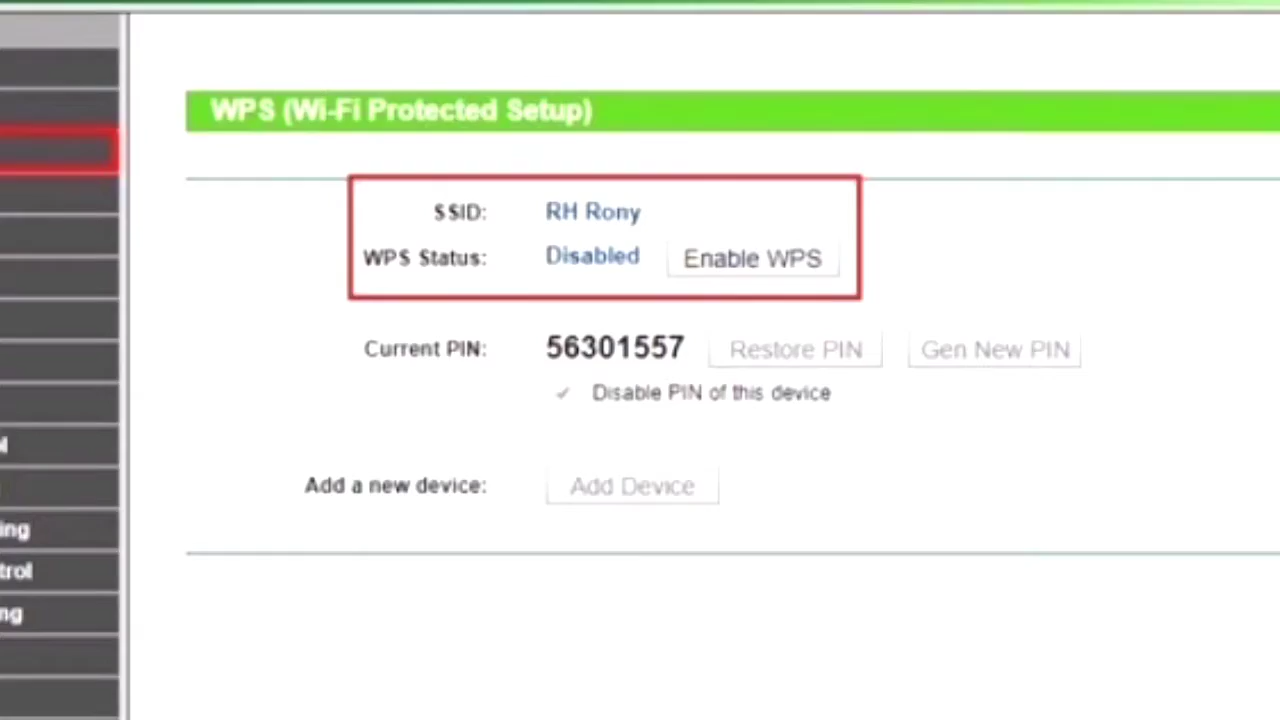 WPS (Wi-Fi Protected Setup)
SSID: RH Rony
WPS Status: Disabled Enable WPS
Current PIN: 56301557 Restore PIN Gen New PIN
Disable PIN of this device
Add a new device: Add Device
ing
trol
ng